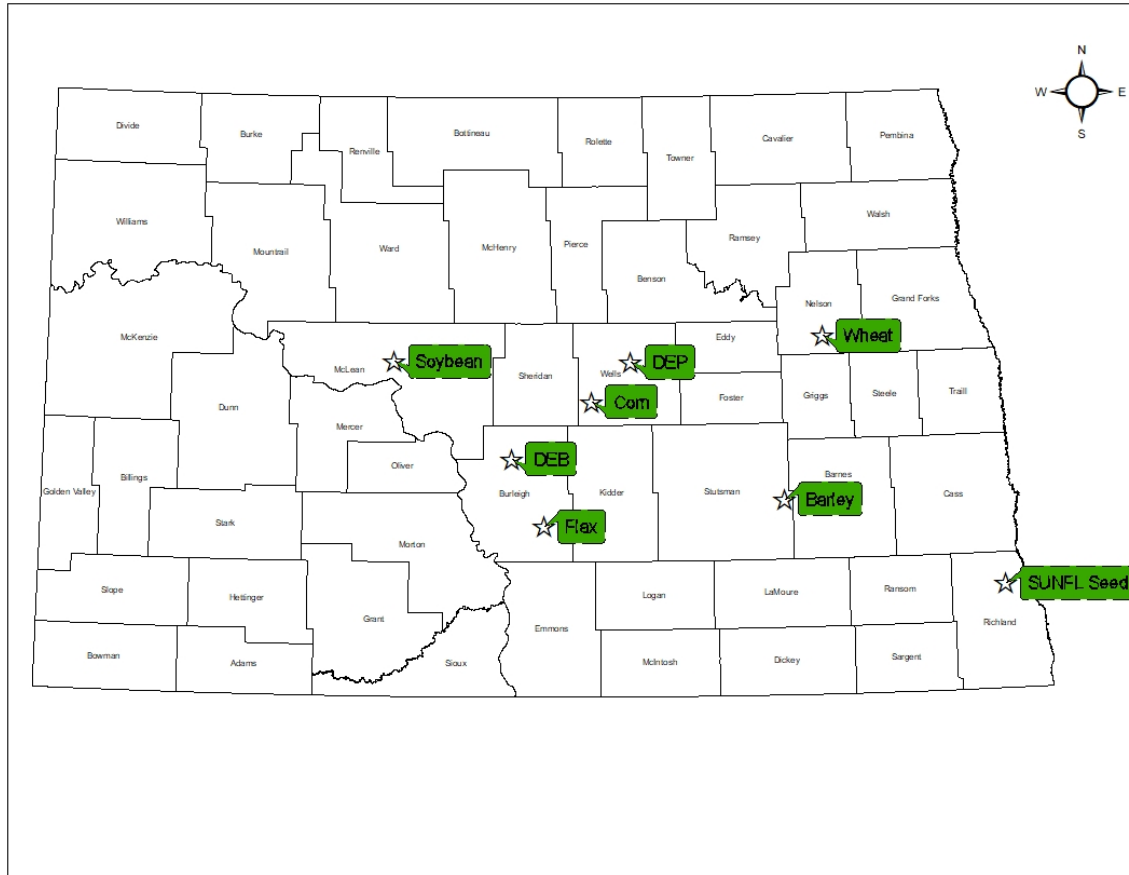 N
W E
S
Divide
Burke
Renville
Bottineau
Rolette
Towner
Cavalier
Pembina
Williams
Mountrail
Ward
McHenry
Pierce
Benson
Ramsey
Walsh
Nelson
Grand Forks
McKenzie
McLean
Soybean
Sheridan
Wells
DEP
Eddy
Wheat
Dunn
Mercer
Corn
Foster
Griggs
Steele
Traill
Golden Valley
Billings
Oliver
DEB
Burleigh
Kidder
Stutsman
Barnes
Barley
Cass
Stark
Morton
Flax
Slope
Hettinger
Grant
Emmons
Logan
LaMoure
Ransom
SUNFL Seed
Richland
Bowman
Adams
Sioux
McIntosh
Dickey
Sargent